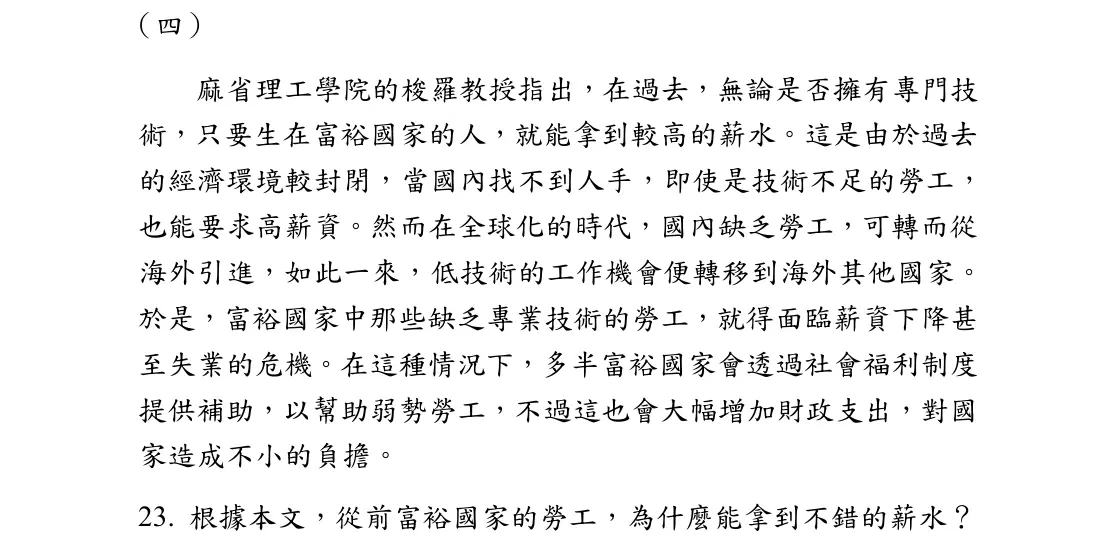 (四)
麻省理工學院的梭羅教授指出，在過去，無論是否擁有專門技
術，只要生在富裕國家的人，就能拿到較高的薪水。這是由於過去
的經濟環境較封閉，當國內找不到人手，即使是技術不足的勞工，
也能要求高薪資。然而在全球化的時代，國內缺乏勞工，可轉而從
海外引進，如此一來，低技術的工作機會便轉移到海外其他國家。
於是，富裕國家中那些缺乏專業技術的勞工，就得面臨薪資下降甚
至失業的危機。在這種情況下，多半富裕國家會透過社會福利制度
提供補助，以幫助弱勢勞工，不過這也會大幅增加財政支出，對國
家造成不小的負擔。
23. 根據本文，從前富裕國家的勞工，為什麼能拿到不錯的薪水？